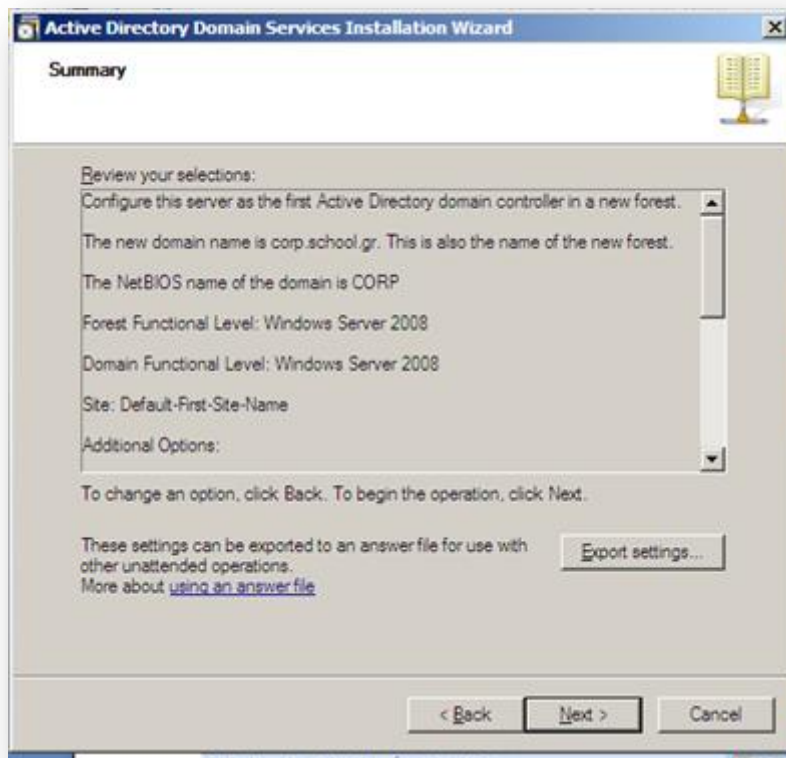 Active Directory Domain Services Installation Wizard
Summary
Review your selections:
Configure this server as the first Active Directory domain controller in a new forest.
The new domain name is corp.school.gr. This is also the name of the new forest.
The NetBIOS name of the domain is CORP
Forest Functional Level: Windows Server 2008
Domain Functional Level: Windows Server 2008
Site: Default-First-Site-Name
Additional Options:
To change an option, click Back. To begin the operation, click Next.
These settings can be exported to an answer file for use with
other unattended operations.
More about using an answer file
Export settings...
< Back
Next >
Cancel